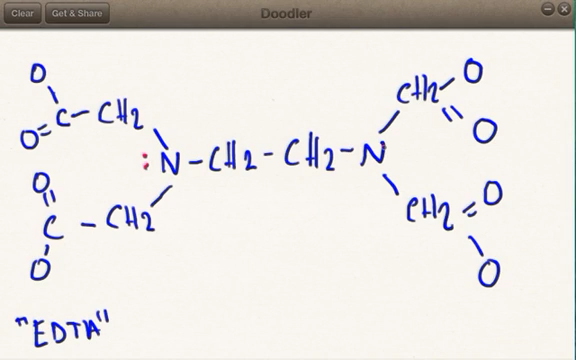 Clear Get & Share Doodler
O
C - CH2
O=
CH2 O
O
: N - CH2 - CH2 - N
O
C - CH2
O
CH2 = O
O
"EDTA"